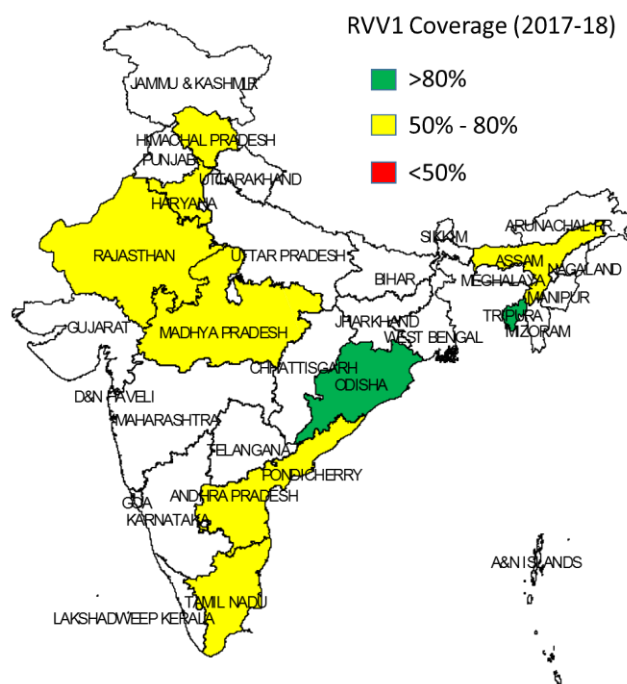 RVV1 Coverage (2017-18)
>80%
50% - 80%
<50%
JAMMU & KASHMIR
HIMACHAL PRADESH
PUNJAB
UTTARAKHAND
HARYANA
RAJASTHAN
UTTAR PRADESH
BIHAR
SIKKIM
ARUNACHAL PR.
ASSAM
NAGALAND
MEGHALAYA
MANIPUR
TRIPURA
MIZORAM
GUJARAT
MADHYA PRADESH
JHARKHAND
WEST BENGAL
CHHATTISGARH
ODISHA
D&N HAVELI
MAHARASHTRA
TELANGANA
PONDICHERRY
ANDHRA PRADESH
GOA
KARNATAKA
A&N ISLANDS
TAMIL NADU
LAKSHADWEEP
KERALA